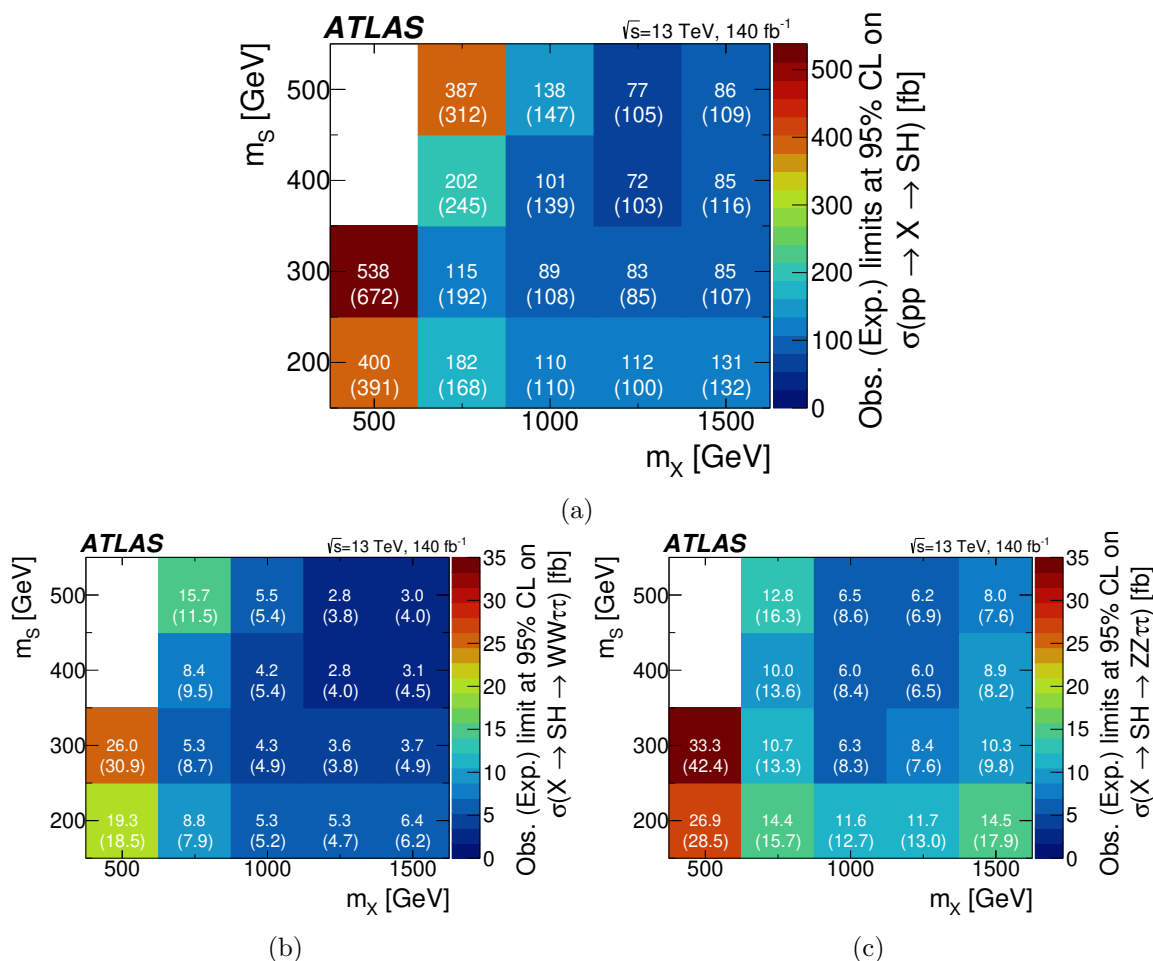 ATLAS
√s=13 TeV, 140 fb⁻¹
m_S [GeV]
500
400
300
200
387 138 77 86
(312) (147) (105) (109)
202 101 72 85
(245) (139) (103) (116)
538 115 89 83 85
(672) (192) (108) (85) (107)
400 182 110 112 131
(391) (168) (110) (100) (132)
500 1000 1500
m_X [GeV]
500
400
300
200
100
0
Obs. (Exp.) limits at 95% CL on
σ(pp → X → SH) [fb]
(a)
ATLAS
√s=13 TeV, 140 fb⁻¹
m_S [GeV]
500
400
300
200
15.7 5.5 2.8 3.0
(11.5) (5.4) (3.8) (4.0)
8.4 4.2 2.8 3.1
(9.5) (5.4) (4.0) (4.5)
26.0 5.3 4.3 3.6 3.7
(30.9) (8.7) (4.9) (3.8) (4.9)
19.3 8.8 5.3 5.3 6.4
(18.5) (7.9) (5.2) (4.7) (6.2)
500 1000 1500
m_X [GeV]
35
30
25
20
15
10
5
0
Obs. (Exp.) limit at 95% CL on
σ(X → SH → WWττ) [fb]
(b)
ATLAS
√s=13 TeV, 140 fb⁻¹
m_S [GeV]
500
400
300
200
12.8 6.5 6.2 8.0
(16.3) (8.6) (6.9) (7.6)
10.0 6.0 6.0 8.9
(13.6) (8.4) (6.5) (8.2)
33.3 10.7 6.3 8.4 10.3
(42.4) (13.3) (8.3) (7.6) (9.8)
26.9 14.4 11.6 11.7 14.5
(28.5) (15.7) (12.7) (13.0) (17.9)
500 1000 1500
m_X [GeV]
35
30
25
20
15
10
5
0
Obs. (Exp.) limit at 95% CL on
σ(X → SH → ZZττ) [fb]
(c)